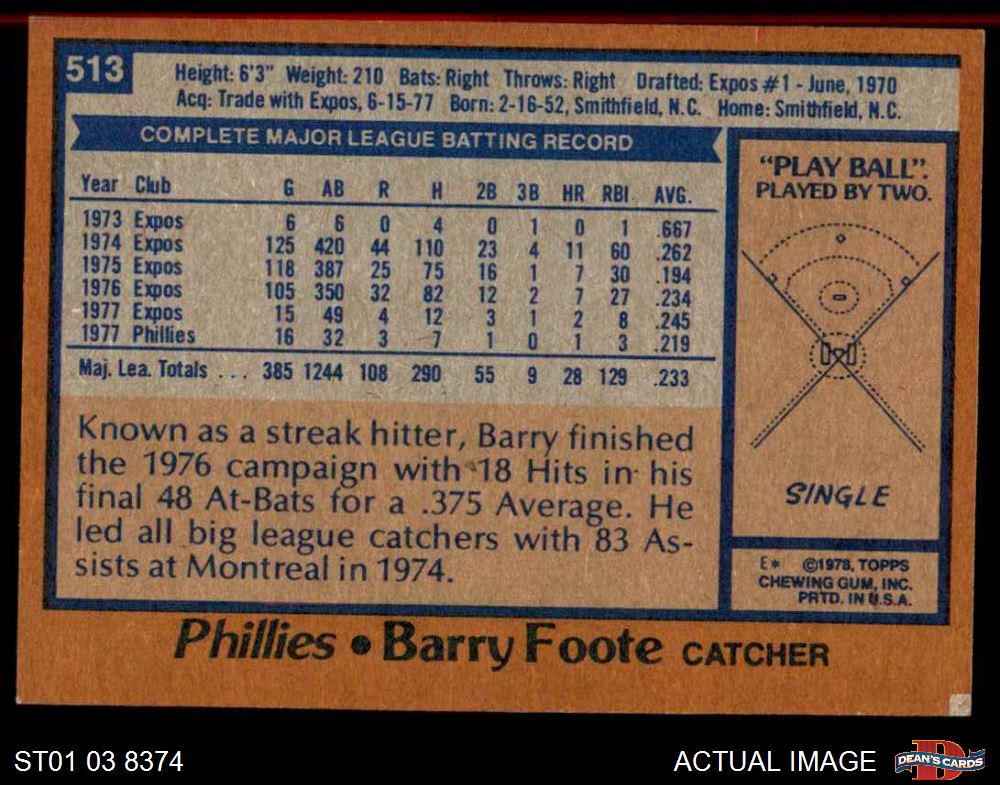 513
Height: 6'3" Weight: 210 Bats: Right Throws: Right Drafted: Expos #1 - June, 1970
Acq: Trade with Expos, 6-15-77 Born: 2-16-52, Smithfield, N.C. Home: Smithfield, N.C.
COMPLETE MAJOR LEAGUE BATTING RECORD
Year Club G AB R H 2B 3B HR RBI AVG.
1973 Expos 6 6 0 4 0 1 0 1 .667
1974 Expos 125 420 44 110 23 4 11 60 .262
1975 Expos 118 387 25 75 16 1 7 30 .194
1976 Expos 105 350 32 82 12 2 7 27 .234
1977 Expos 15 49 4 12 3 1 2 8 .245
1977 Phillies 16 32 3 7 1 0 1 3 .219
Maj. Lea. Totals ... 385 1244 108 290 55 9 28 129 .233
Known as a streak hitter, Barry finished
the 1976 campaign with 18 Hits in his
final 48 At-Bats for a .375 Average. He
led all big league catchers with 83 As-
sists at Montreal in 1974.
"PLAY BALL".
PLAYED BY TWO.
SINGLE
E* ©1978, TOPPS
CHEWING GUM, INC.
PRTD. IN U.S.A.
Phillies • Barry Foote CATCHER
ST01 03 8374
ACTUAL IMAGE
D
DEAN'S CARDS